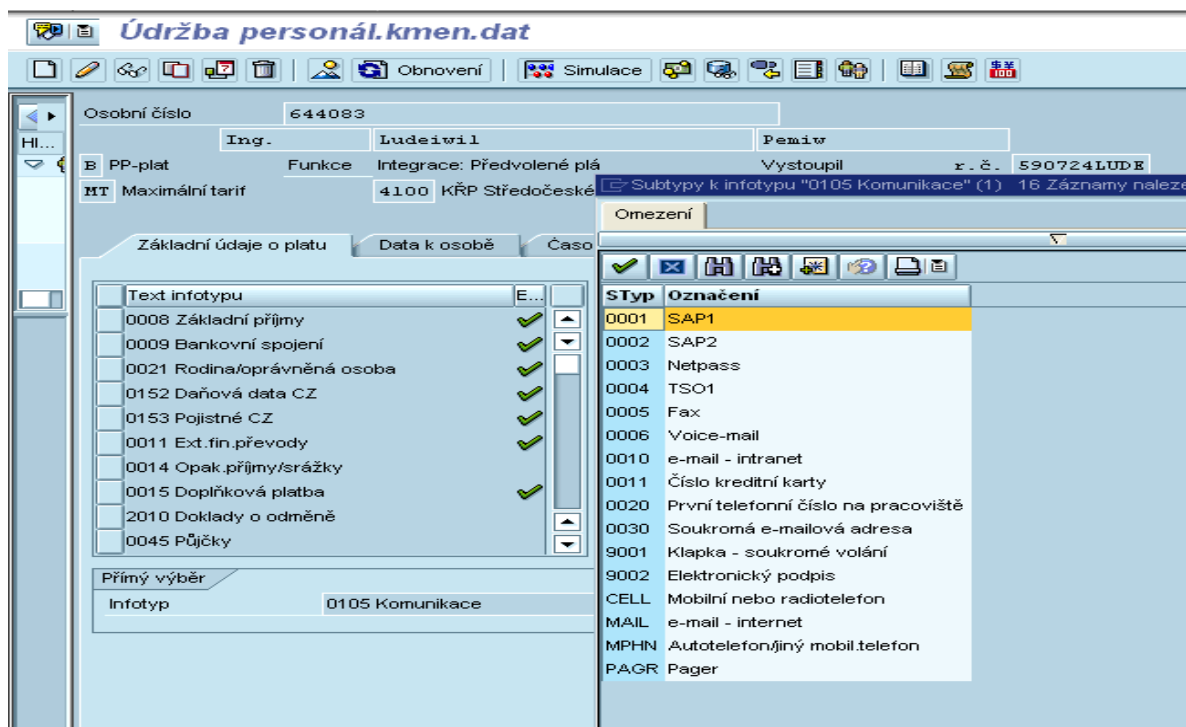 Údržba personál.kmen.dat
Obnovení Simulace
Osobní číslo 644083
Hl... Ing. Ludeiwil Pemiw
B PP-plat Funkce Integrace: Předvolené plá Vystoupil r.č. 590724LUDE
MT Maximální tarif 4100 KŘP Středočeské
Základní údaje o platu Data k osobě Časo
Text infotypu E...
0008 Základní příjmy
0009 Bankovní spojení
0021 Rodina/oprávněná osoba
0152 Daňová data CZ
0153 Pojistné CZ
0011 Ext.fin.převody
0014 Opak.příjmy/srážky
0015 Doplňková platba
2010 Doklady o odměně
0045 Půjčky
Přímý výběr
Infotyp 0105 Komunikace
Subtypy k infotypu "0105 Komunikace" (1) 16 Záznamy naleze
Omezení
STyp Označení
0001 SAP1
0002 SAP2
0003 Netpass
0004 TSO1
0005 Fax
0006 Voice-mail
0010 e-mail - intranet
0011 Číslo kreditní karty
0020 První telefonní číslo na pracoviště
0030 Soukromá e-mailová adresa
9001 Klapka - soukromé volání
9002 Elektronický podpis
CELL Mobilní nebo radiotelefon
MAIL e-mail - internet
MPHN Autotelefon/jiný mobil.telefon
PAGR Pager